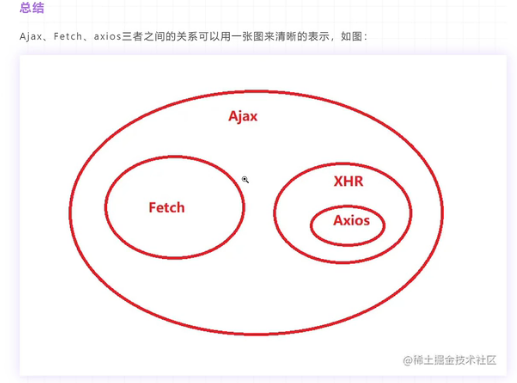 总结
Ajax、Fetch、axios三者之间的关系可以用一张图来清晰的表示，如图：
Ajax
XHR
Fetch
Axios
@稀土掘金技术社区